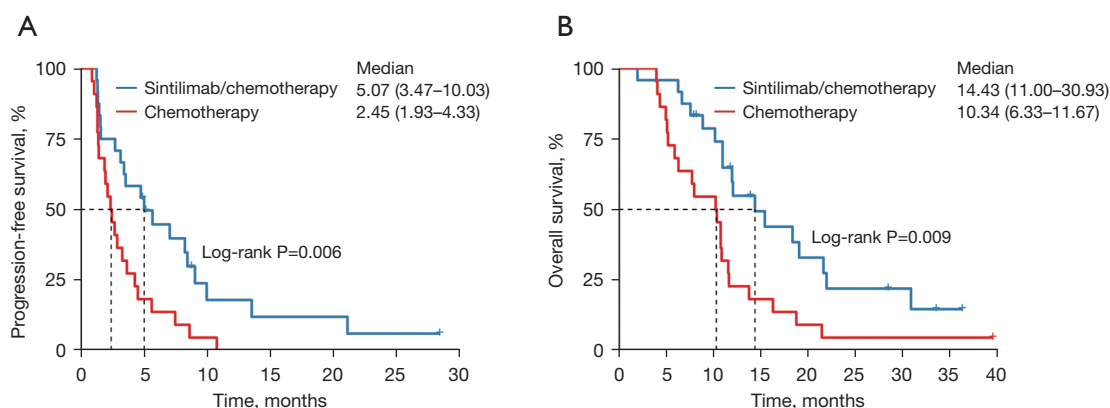 A
Progression-free survival, %
100
75
50
25
0
Median
Sintilimab/chemotherapy 5.07 (3.47–10.03)
Chemotherapy 2.45 (1.93–4.33)
Log-rank P=0.006
0 5 10 15 20 25 30
Time, months
B
Overall survival, %
100
75
50
25
0
Median
Sintilimab/chemotherapy 14.43 (11.00–30.93)
Chemotherapy 10.34 (6.33–11.67)
Log-rank P=0.009
0 5 10 15 20 25 30 35 40
Time, months